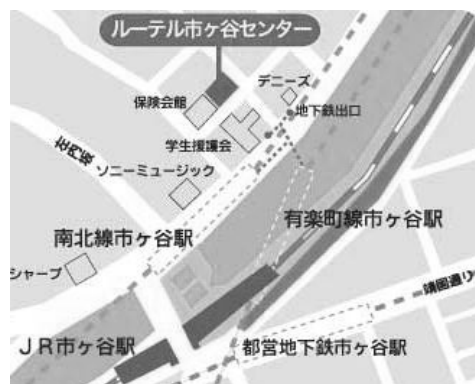 ルーテル市ヶ谷センター
デニーズ
保険会館
地下鉄出口
学生援護会
左内坂
ソニーミュージック
有楽町線市ヶ谷駅
南北線市ヶ谷駅
シャープ
靖国通り
JR市ヶ谷駅
都営地下鉄市ヶ谷駅